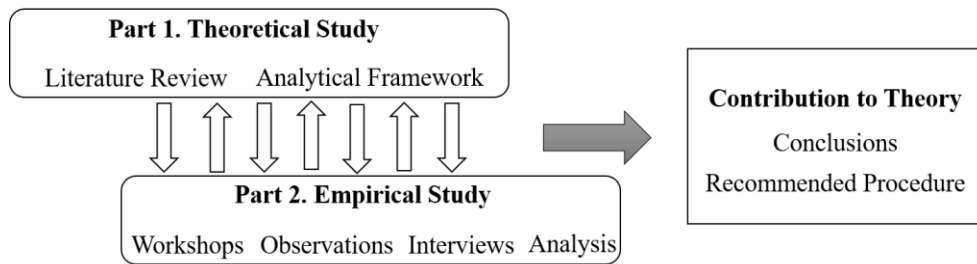 Part 1. Theoretical Study
Literature Review Analytical Framework
Part 2. Empirical Study
Workshops Observations Interviews Analysis
Contribution to Theory
Conclusions
Recommended Procedure